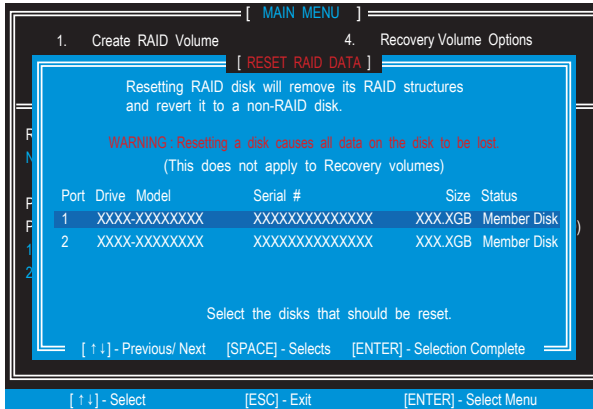 [ MAIN MENU ]
1. Create RAID Volume 4. Recovery Volume Options
[ RESET RAID DATA ]
Resetting RAID disk will remove its RAID structures
and revert it to a non-RAID disk.
WARNING : Resetting a disk causes all data on the disk to be lost.
(This does not apply to Recovery volumes)
Port Drive Model Serial # Size Status
1 XXXX-XXXXXXXX XXXXXXXXXXXXXX XXX.XGB Member Disk
2 XXXX-XXXXXXXX XXXXXXXXXXXXXX XXX.XGB Member Disk
Select the disks that should be reset.
[ ↑↓] - Previous/ Next [SPACE] - Selects [ENTER] - Selection Complete
[ ↑↓] - Select [ESC] - Exit [ENTER] - Select Menu